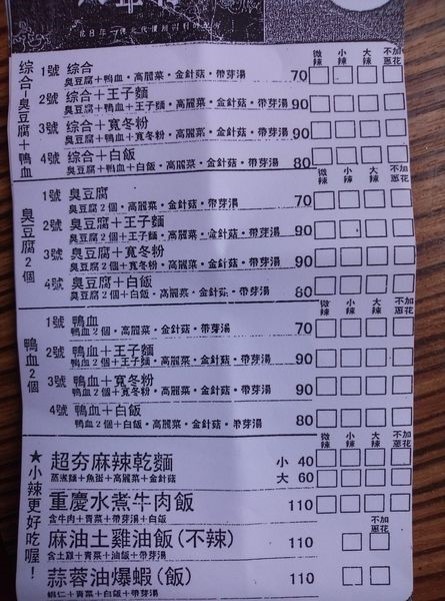 微辣 小辣 大辣 不加蔥花
綜合-臭豆腐+鴨血
1號 綜合 70
臭豆腐+鴨血・高麗菜・金針菇・帶芽湯
2號 綜合+王子麵 90
臭豆腐+鴨血+王子麵・高麗菜・金針菇・帶芽湯
3號 綜合+寬冬粉 90
臭豆腐+鴨血+寬冬粉・高麗菜・金針菇・帶芽湯
4號 綜合+白飯 80
臭豆腐+鴨血+白飯・高麗菜・金針菇・帶芽湯
微辣 小辣 大辣 不加蔥花
臭豆腐2個
1號 臭豆腐 70
臭豆腐2個・高麗菜・金針菇・帶芽湯
2號 臭豆腐+王子麵 90
臭豆腐2個+王子麵・高麗菜・金針菇・帶芽湯
3號 臭豆腐+寬冬粉 90
臭豆腐2個+寬冬粉・高麗菜・金針菇・帶芽湯
4號 臭豆腐+白飯 80
臭豆腐2個+白飯・高麗菜・金針菇・帶芽湯
微辣 小辣 大辣 不加蔥花
鴨血2個
1號 鴨血 70
鴨血2個・高麗菜・金針菇・帶芽湯
2號 鴨血+王子麵 90
鴨血2個+王子麵・高麗菜・金針菇・帶芽湯
3號 鴨血+寬冬粉 90
鴨血2個+寬冬粉・高麗菜・金針菇・帶芽湯
4號 鴨血+白飯 80
鴨血2個+白飯・高麗菜・金針菇・帶芽湯
微辣 小辣 大辣 不加蔥花
★小辣更好吃喔!
超夯麻辣乾麵 小 40
蒸煮麵+魚板+高麗菜+金針菇 大 60
重慶水煮牛肉飯 110
含牛肉+青菜+帶芽湯+白飯
不加蔥花
麻油土雞油飯(不辣) 110
含土雞+青菜+油飯+帶芽湯
蒜蓉油爆蝦(飯) 110
蝦仁+青菜+帶芽湯+白飯